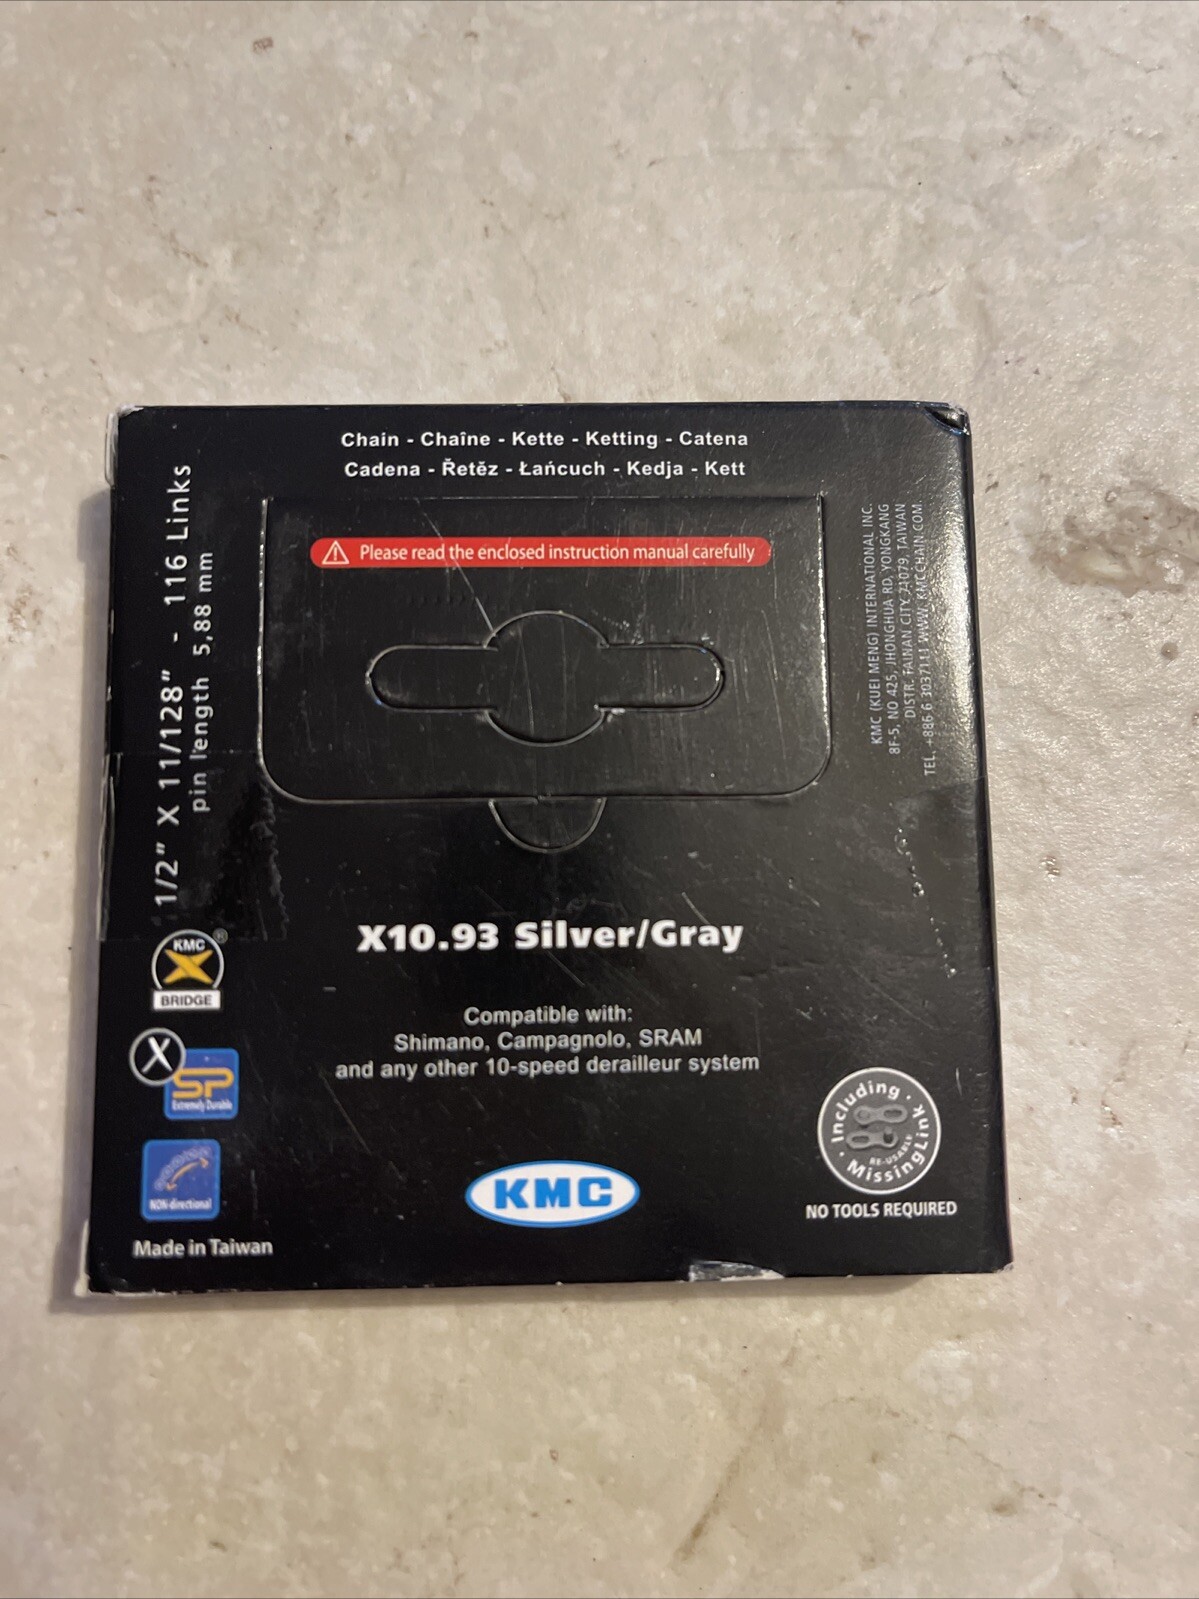 Chain - Chaîne - Kette - Ketting - Catena
Cadena - Řetěz - Łańcuch - Kedja - Kett
Please read the enclosed instruction manual carefully
1/2" X 11/128" - 116 Links
pin length 5,88 mm
KMC (KUEI MENG) INTERNATIONAL INC.
8F-5, NO 425, JHONGHUA RD, YONGKANG
DISTR. TAINAN CITY 71079 TAIWAN
TEL. +886 6 3037111 WWW.KMCCHAIN.COM
X10.93 Silver/Gray
KMC
®
BRIDGE
Compatible with:
Shimano, Campagnolo, SRAM
and any other 10-speed derailleur system
X
SP
Extremely Durable
NON-directional
Made in Taiwan
KMC
Including
RE-USABLE
MissingLink
NO TOOLS REQUIRED